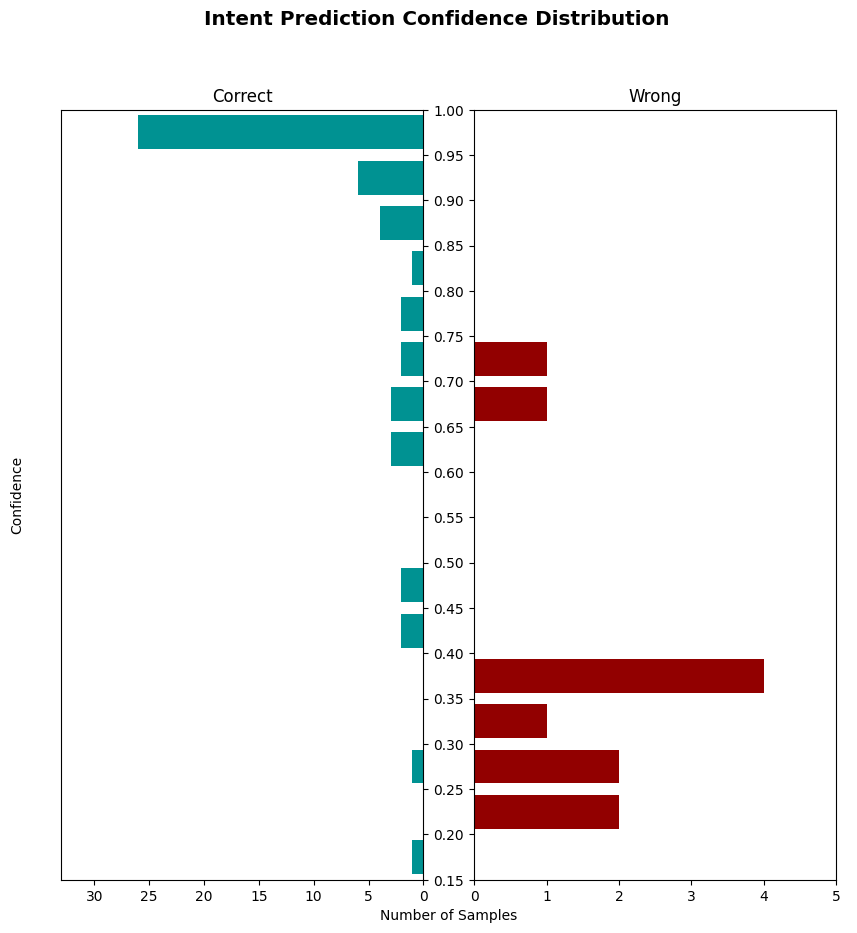 Intent Prediction Confidence Distribution
Correct
Wrong
1.00
0.95
0.90
0.85
0.80
0.75
0.70
0.65
0.60
0.55
0.50
0.45
0.40
0.35
0.30
0.25
0.20
0.15
Confidence
30 25 20 15 10 5 0
0 1 2 3 4 5
Number of Samples